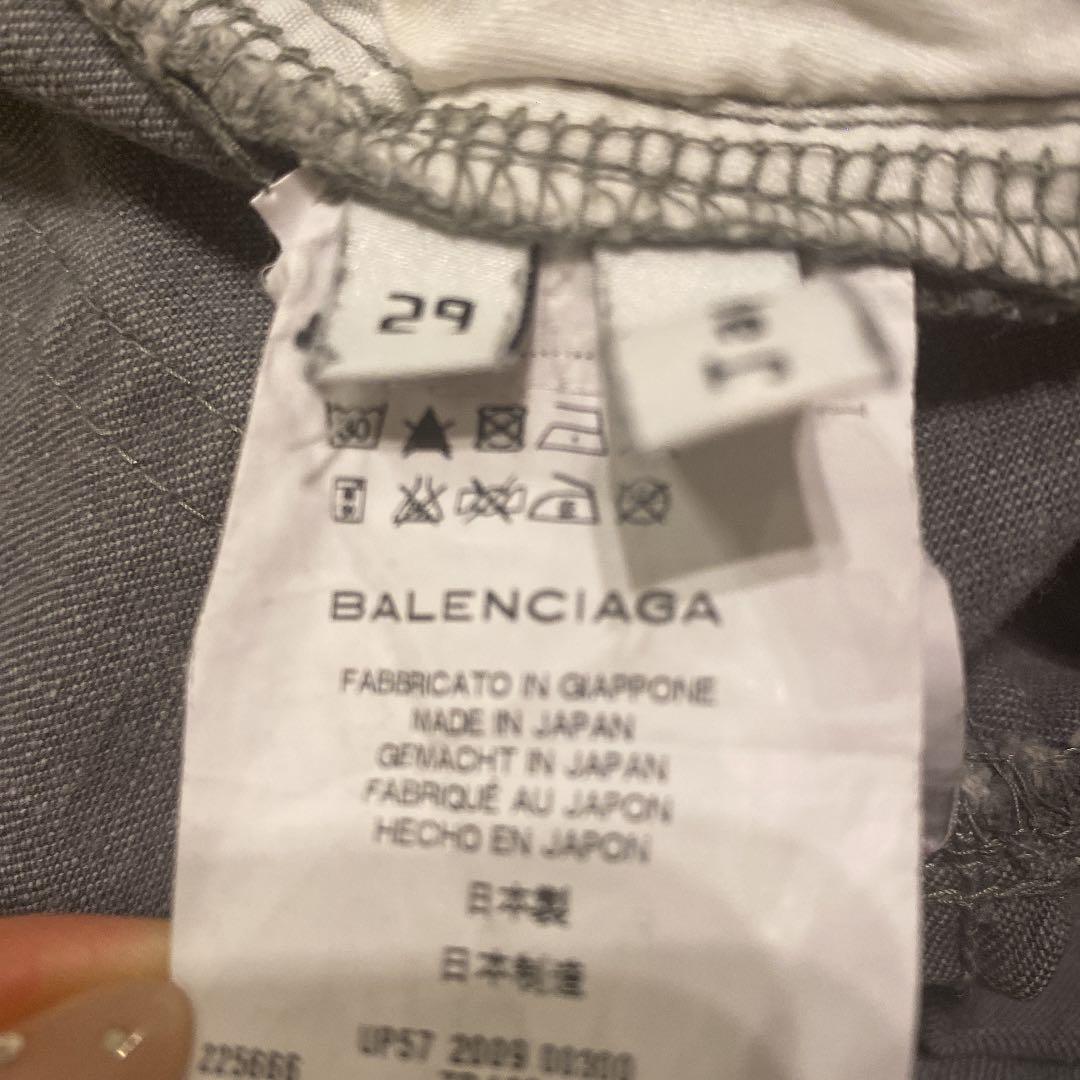 29
30
BALENCIAGA
FABBRICATO IN GIAPPONE
MADE IN JAPAN
GEMACHT IN JAPAN
FABRIQUÉ AU JAPON
HECHO EN JAPON
日本製
日本制造
UP57 2009 00300
225666